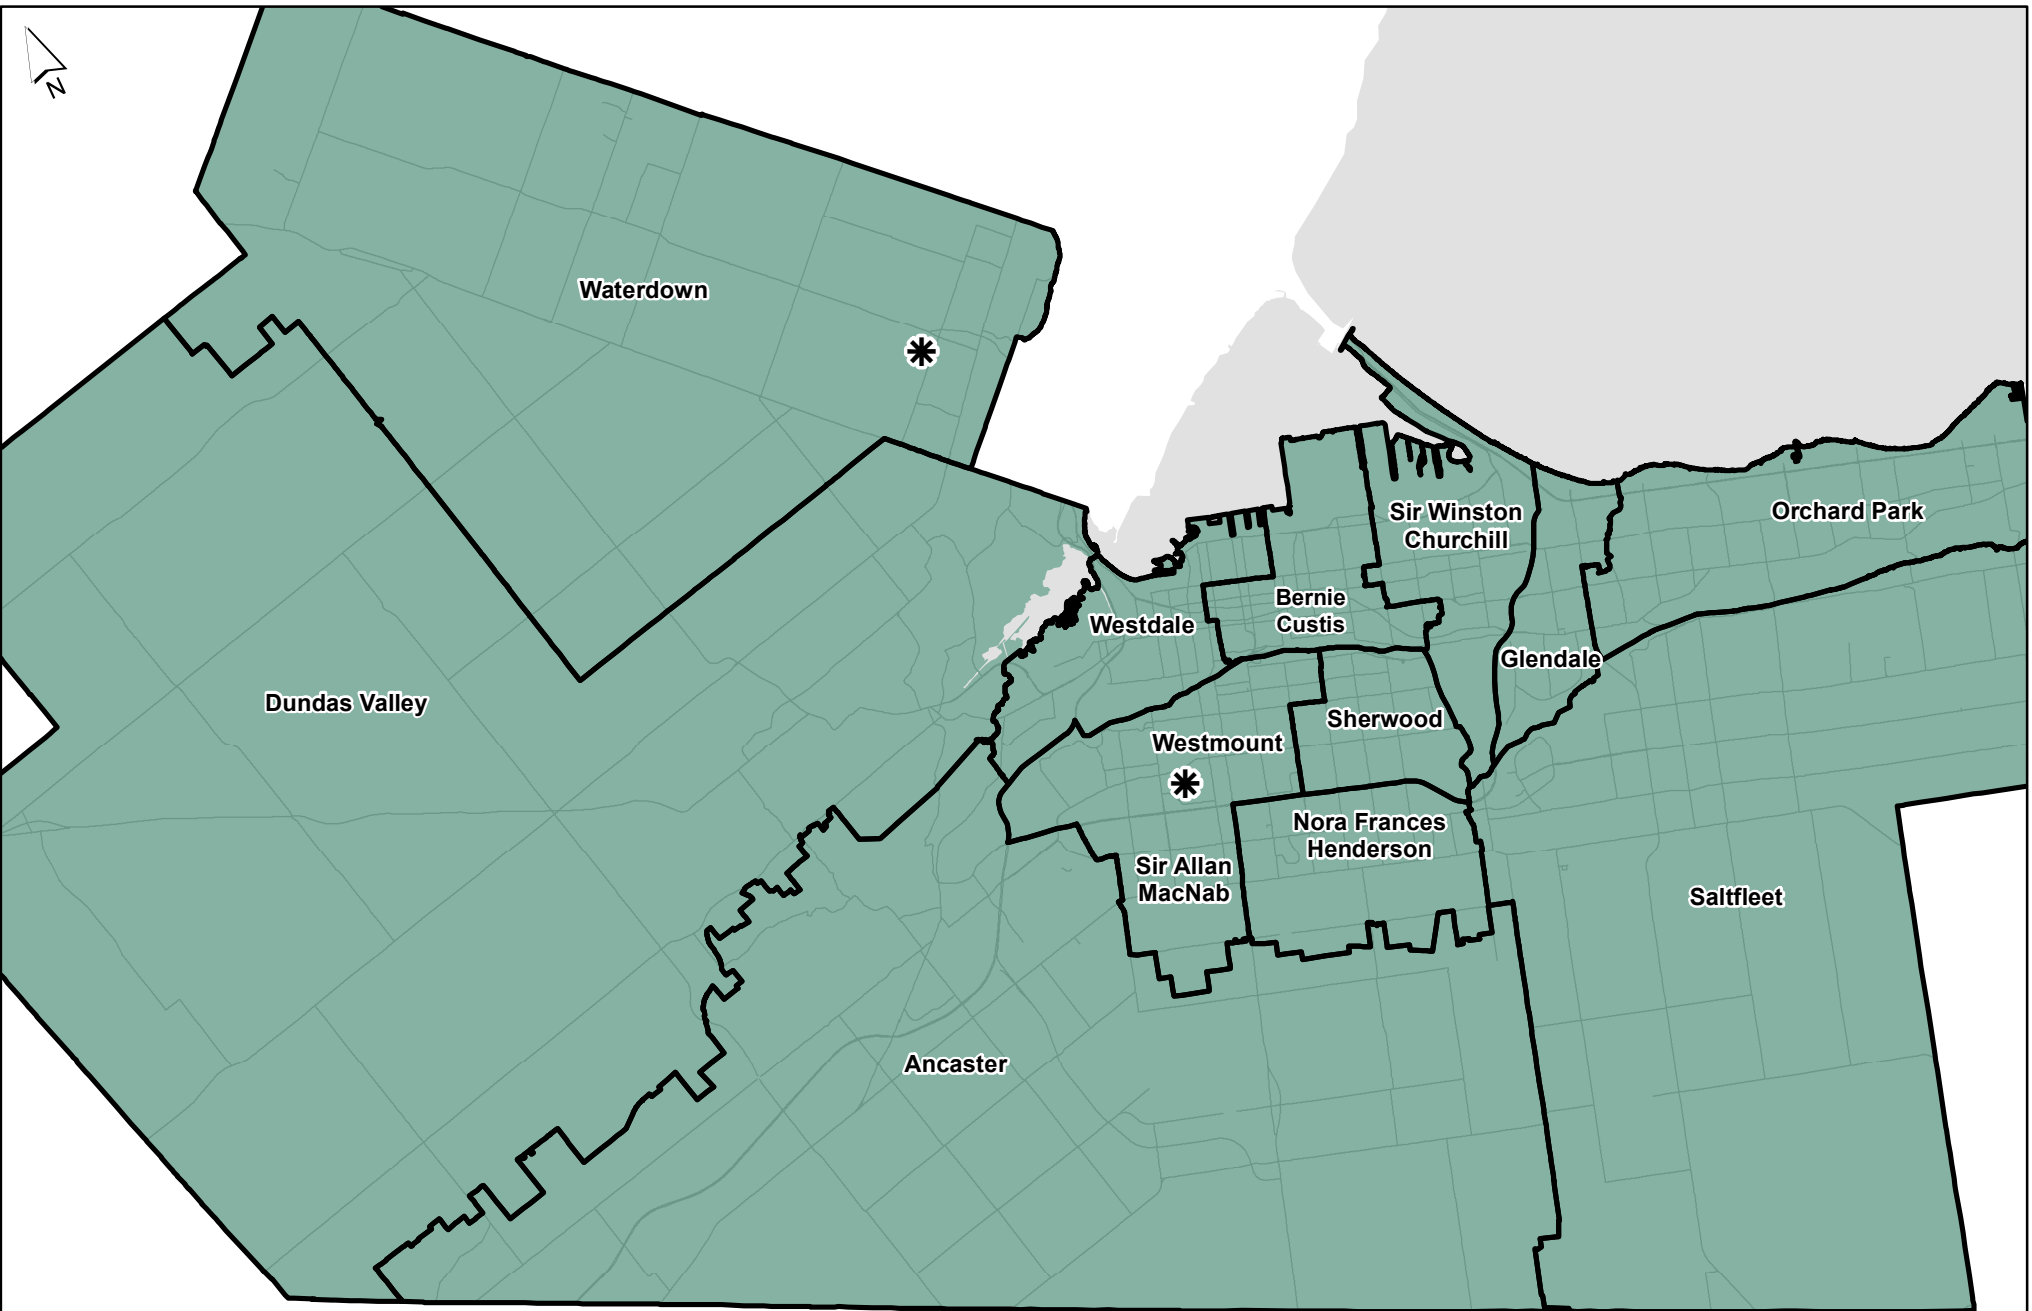 N
Waterdown
Sir Winston
Churchill
Orchard Park
Bernie
Custis
Westdale
Glendale
Dundas Valley
Sherwood
Westmount
Nora Frances
Henderson
Sir Allan
MacNab
Saltfleet
Ancaster